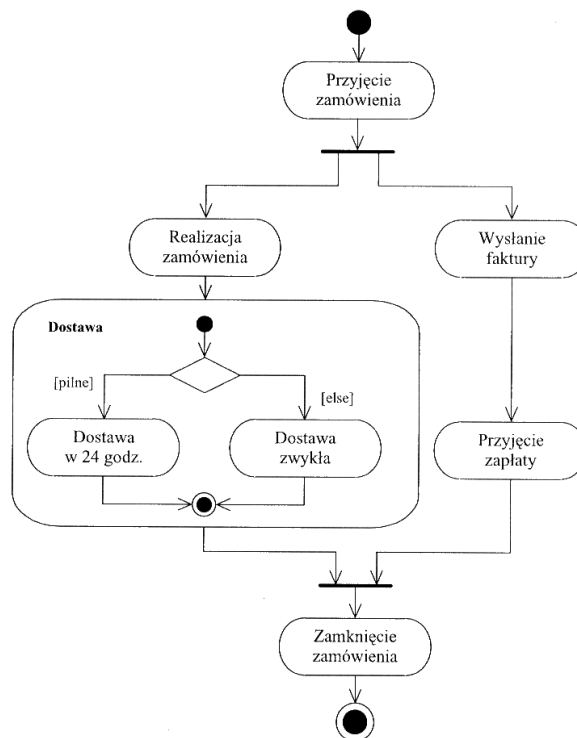 Przyjęcie
zamówienia
Realizacja
zamówienia
Wysłanie
faktury
Dostawa
[pilne]
[else]
Dostawa
w 24 godz.
Dostawa
zwykła
Przyjęcie
zapłaty
Zamknięcie
zamówienia